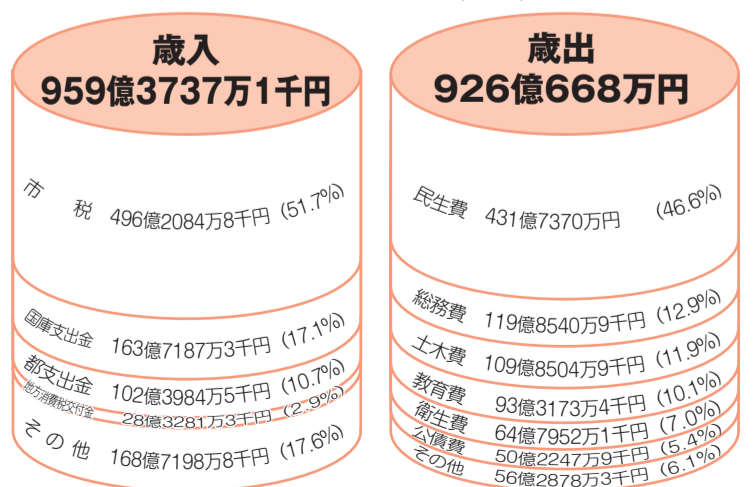 歳入
959億3737万1千円
市税 496億2084万8千円 (51.7%)
国庫支出金 163億7187万3千円 (17.1%)
都支出金 102億3984万5千円 (10.7%)
地方消費税交付金 28億3281万3千円 (2.9%)
その他 168億7198万8千円 (17.6%)
歳出
926億668万円
民生費 431億7370万円 (46.6%)
総務費 119億8540万9千円 (12.9%)
土木費 109億8504万9千円 (11.9%)
教育費 93億3173万4千円 (10.1%)
衛生費 64億7952万1千円 (7.0%)
公債費 50億2247万9千円 (5.4%)
その他 56億2878万3千円 (6.1%)